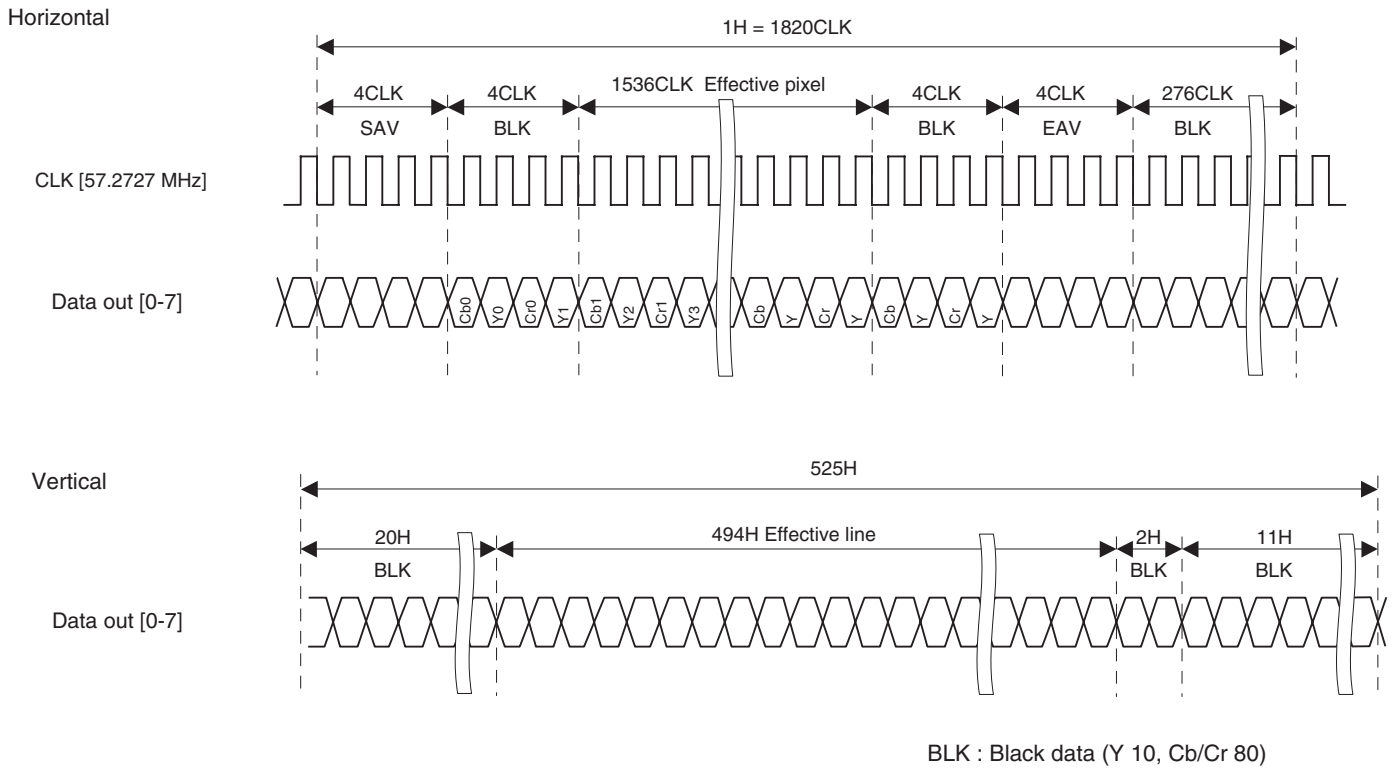 Horizontal
1H = 1820CLK
4CLK 4CLK 1536CLK Effective pixel 4CLK 4CLK 276CLK
SAV BLK BLK EAV BLK
CLK [57.2727 MHz]
Data out [0-7]
Cb0 Y0 Cr0 Y1 Cb1 Y2 Cr1 Y3 Cb Y Cr Y Cb Y Cr Y
Vertical
525H
20H 494H Effective line 2H 11H
BLK BLK BLK
Data out [0-7]
BLK : Black data (Y 10, Cb/Cr 80)